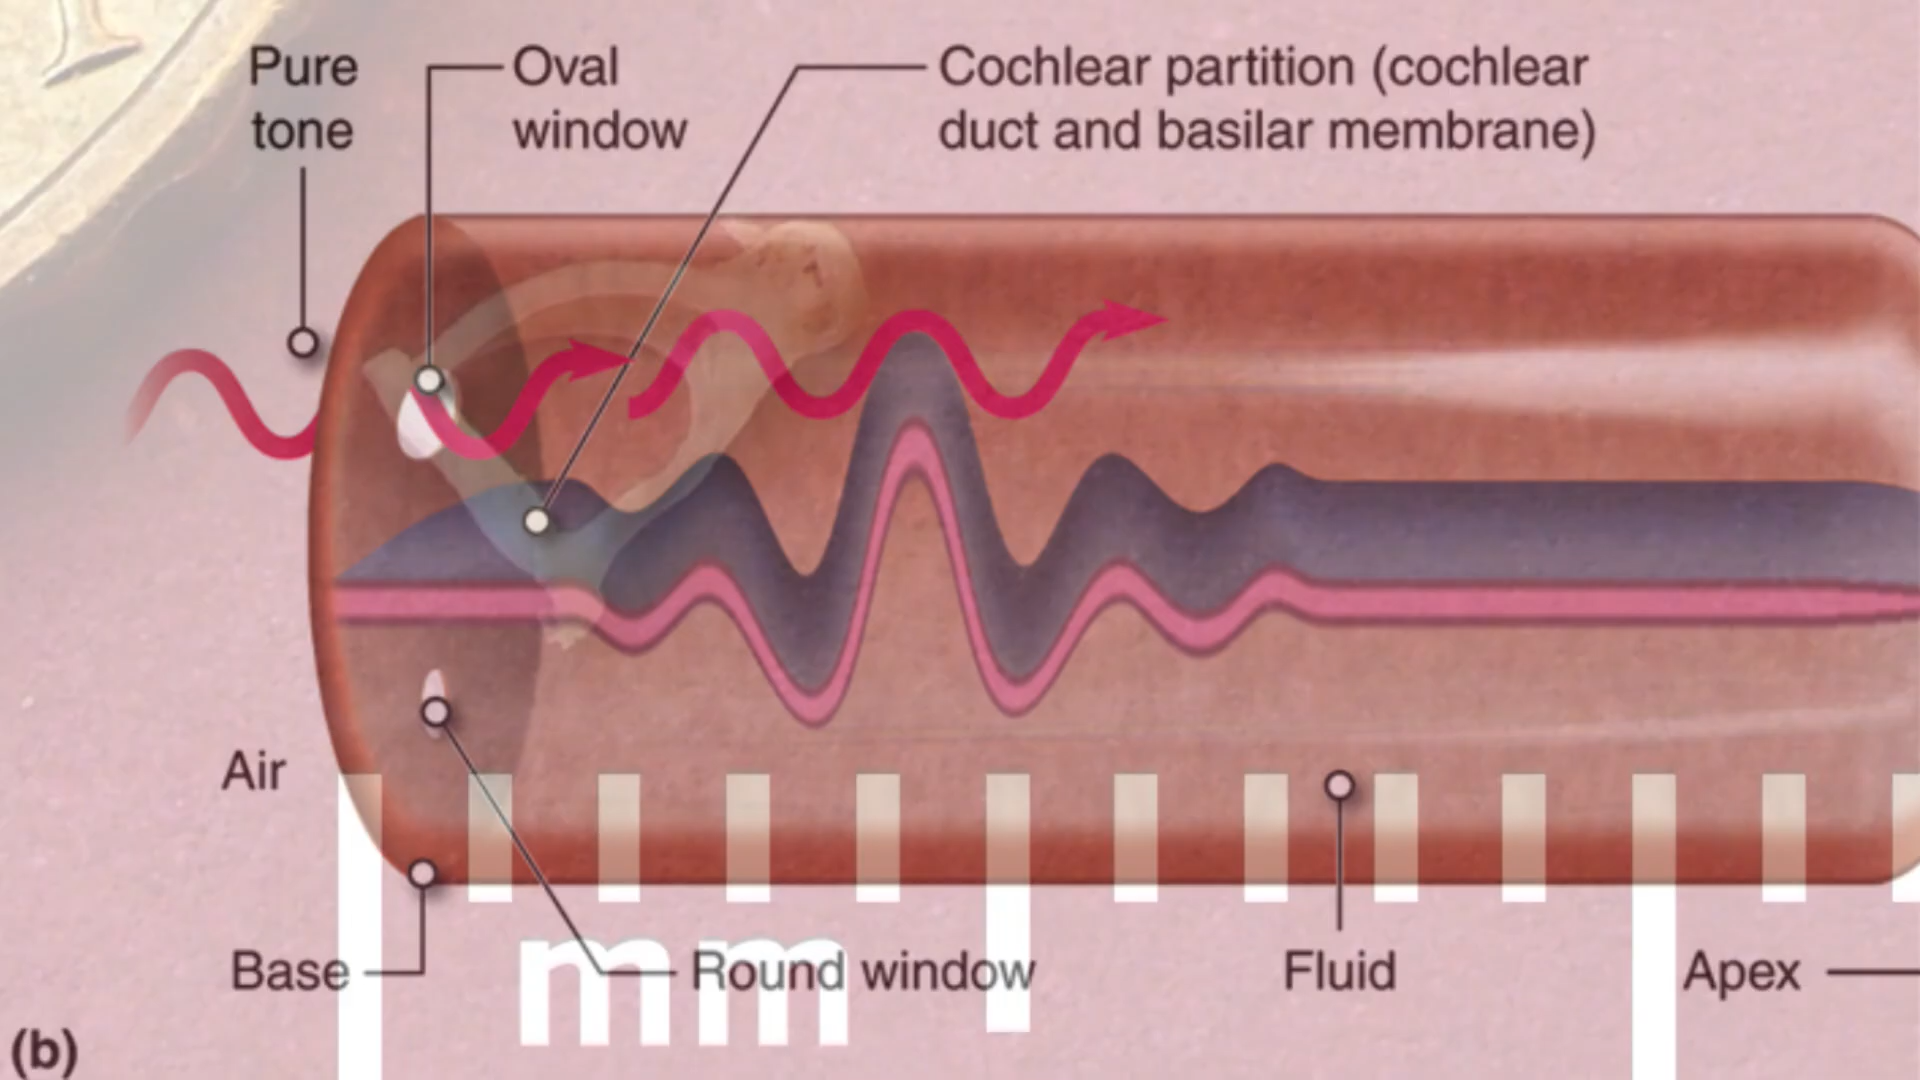 Pure
tone
Oval
window
Cochlear partition (cochlear
duct and basilar membrane)
Air
Base
mm
Round window
Fluid
Apex
(b)